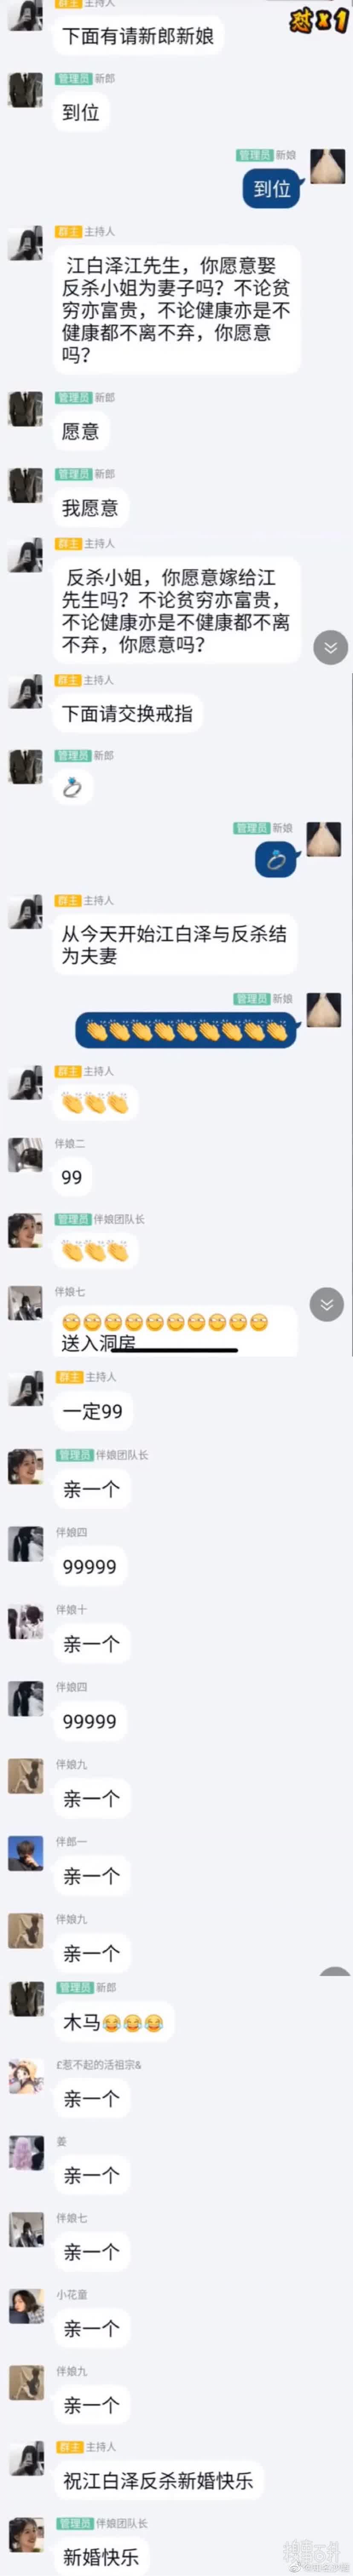 群主 主持人
怼x1
下面有请新郎新娘
管理员 新郎
到位
管理员 新娘
到位
群主 主持人
江白泽江先生，你愿意娶
反杀小姐为妻子吗？不论贫
穷亦富贵，不论健康亦是不
健康都不离不弃，你愿意
吗？
管理员 新郎
愿意
管理员 新郎
我愿意
群主 主持人
反杀小姐，你愿意嫁给江
先生吗？不论贫穷亦富贵，
不论健康亦是不健康都不离
不弃，你愿意吗？
群主 主持人
下面请交换戒指
管理员 新郎
💍
管理员 新娘
💍
群主 主持人
从今天开始江白泽与反杀结
为夫妻
管理员 新娘
👏👏👏👏👏👏👏👏👏
群主 主持人
👏👏👏
伴娘二
99
管理员 伴娘团队长
👏👏👏
伴娘七
送入洞房
群主 主持人
一定99
管理员 伴娘团队长
亲一个
伴娘四
99999
伴娘十
亲一个
伴娘四
99999
伴娘九
亲一个
伴郎一
亲一个
伴娘九
亲一个
管理员 新郎
木马😂😂😂
£惹不起的活祖宗&
亲一个
姜
亲一个
伴娘七
亲一个
小花童
亲一个
伴娘九
亲一个
群主 主持人
祝江白泽反杀新婚快乐
管理员 伴娘团队长
新婚快乐